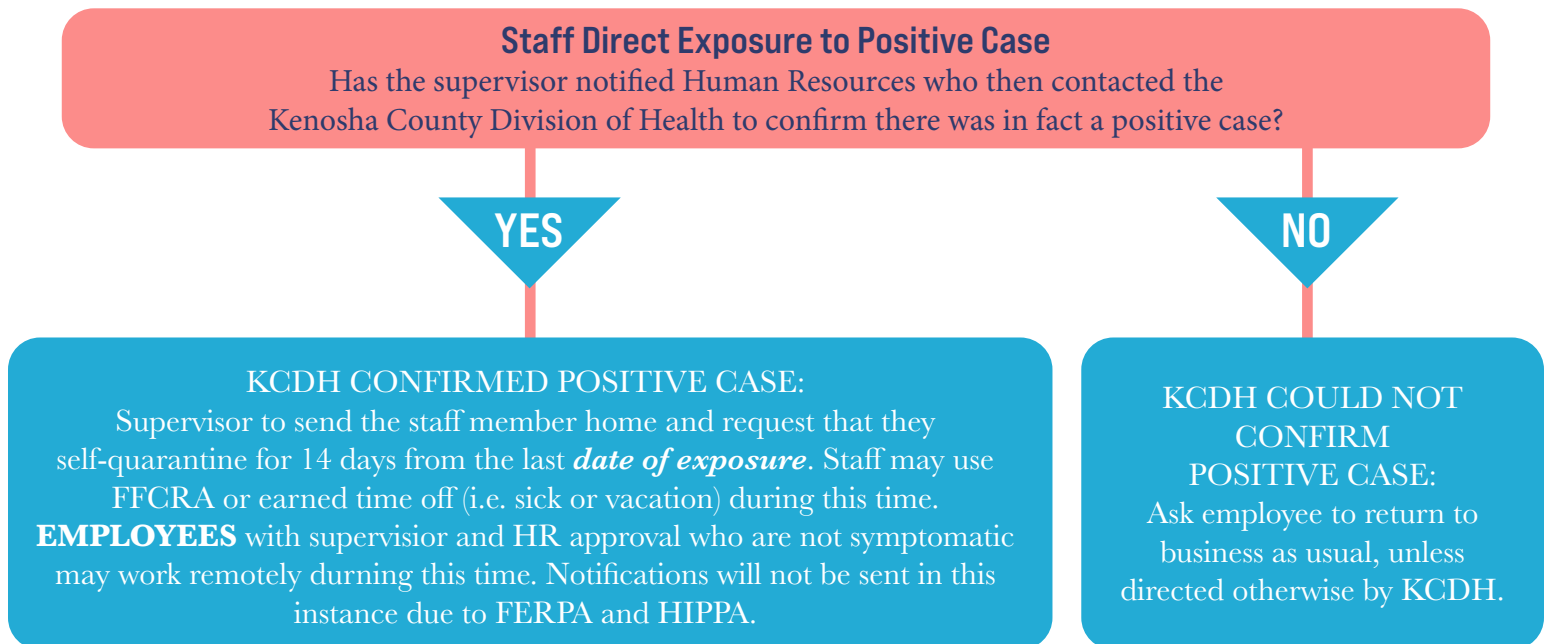 Staff Direct Exposure to Positive Case
Has the supervisor notified Human Resources who then contacted the
Kenosha County Division of Health to confirm there was in fact a positive case?
YES
NO
KCDH CONFIRMED POSITIVE CASE:
Supervisor to send the staff member home and request that they
self-quarantine for 14 days from the last date of exposure. Staff may use
FFCRA or earned time off (i.e. sick or vacation) during this time.
EMPLOYEES with supervisior and HR approval who are not symptomatic
may work remotely durning this time. Notifications will not be sent in this
instance due to FERPA and HIPPA.
KCDH COULD NOT
CONFIRM
POSITIVE CASE:
Ask employee to return to
business as usual, unless
directed otherwise by KCDH.